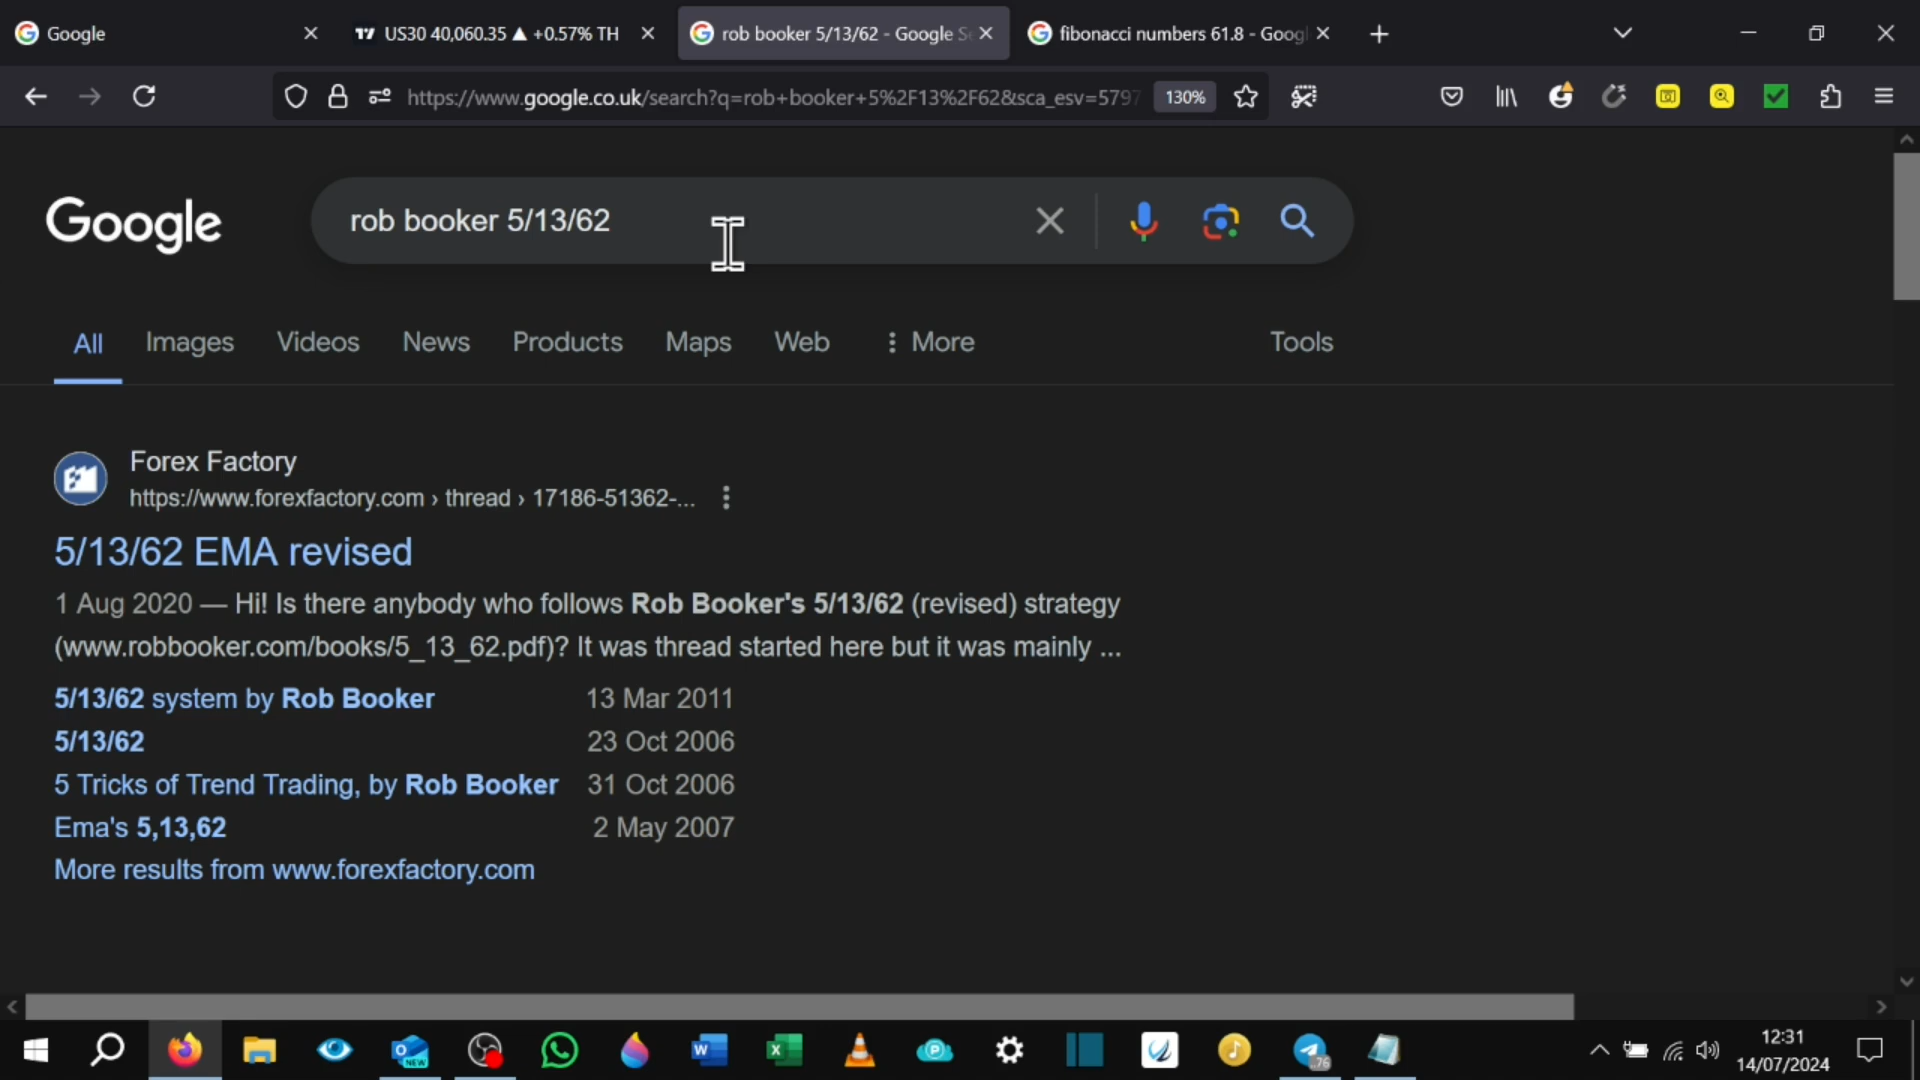 Google
US30 40,060.35 ▲ +0.57% TH
rob booker 5/13/62 - Google S
fibonacci numbers 61.8 - Goog
https://www.google.co.uk/search?q=rob+booker+5%2F13%2F62&sca_esv=5797
130%
Google
rob booker 5/13/62
All
Images
Videos
News
Products
Maps
Web
More
Tools
Forex Factory
https://www.forexfactory.com › thread › 17186-51362-...
5/13/62 EMA revised
1 Aug 2020 — Hi! Is there anybody who follows Rob Booker's 5/13/62 (revised) strategy
(www.robbooker.com/books/5_13_62.pdf)? It was thread started here but it was mainly ...
5/13/62 system by Rob Booker 13 Mar 2011
5/13/62 23 Oct 2006
5 Tricks of Trend Trading, by Rob Booker 31 Oct 2006
Ema's 5,13,62 2 May 2007
More results from www.forexfactory.com
NEW
76
12:31
14/07/2024